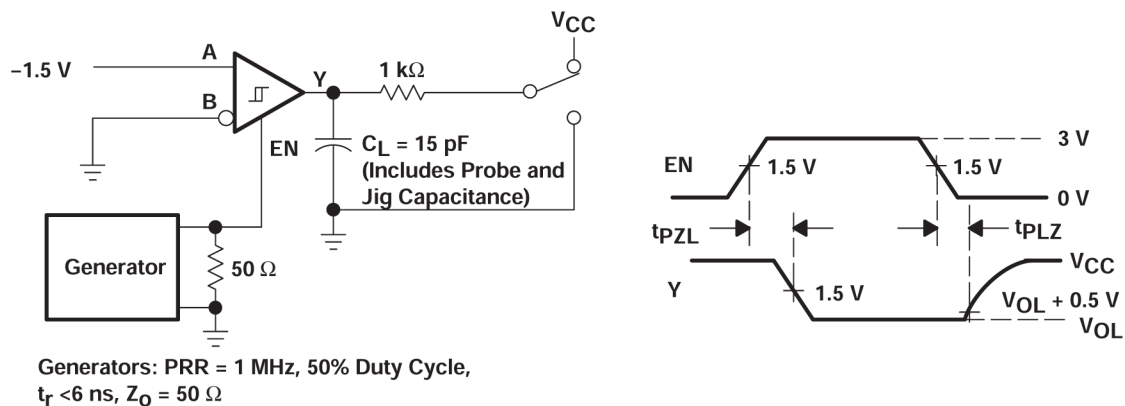 VCC
A
–1.5 V
1 kΩ
Y
B
EN
CL = 15 pF
(Includes Probe and
Jig Capacitance)
Generator
50 Ω
Generators: PRR = 1 MHz, 50% Duty Cycle,
tr <6 ns, ZO = 50 Ω
3 V
EN
1.5 V
1.5 V
0 V
tPZL
tPLZ
VCC
Y
1.5 V
VOL + 0.5 V
VOL